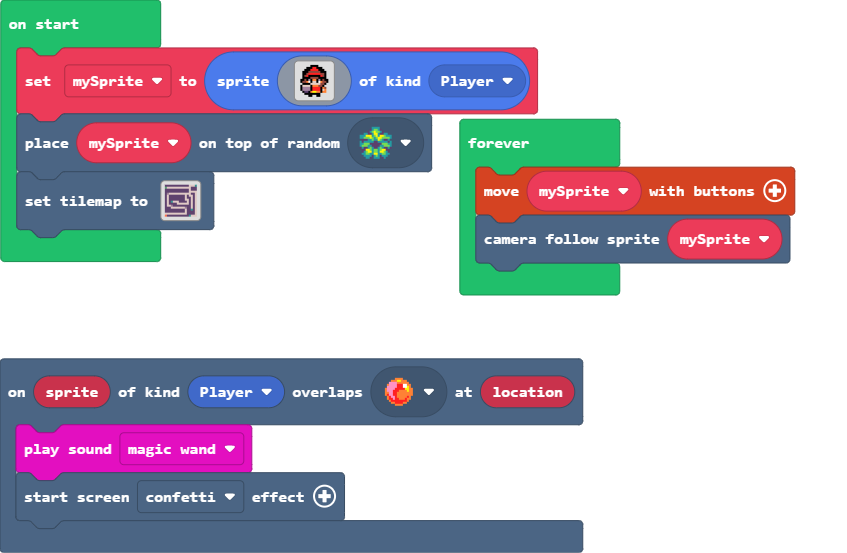 on start
set mySprite to sprite of kind Player
place mySprite on top of random
set tilemap to
forever
move mySprite with buttons
camera follow sprite mySprite
on sprite of kind Player overlaps at location
play sound magic wand
start screen confetti effect